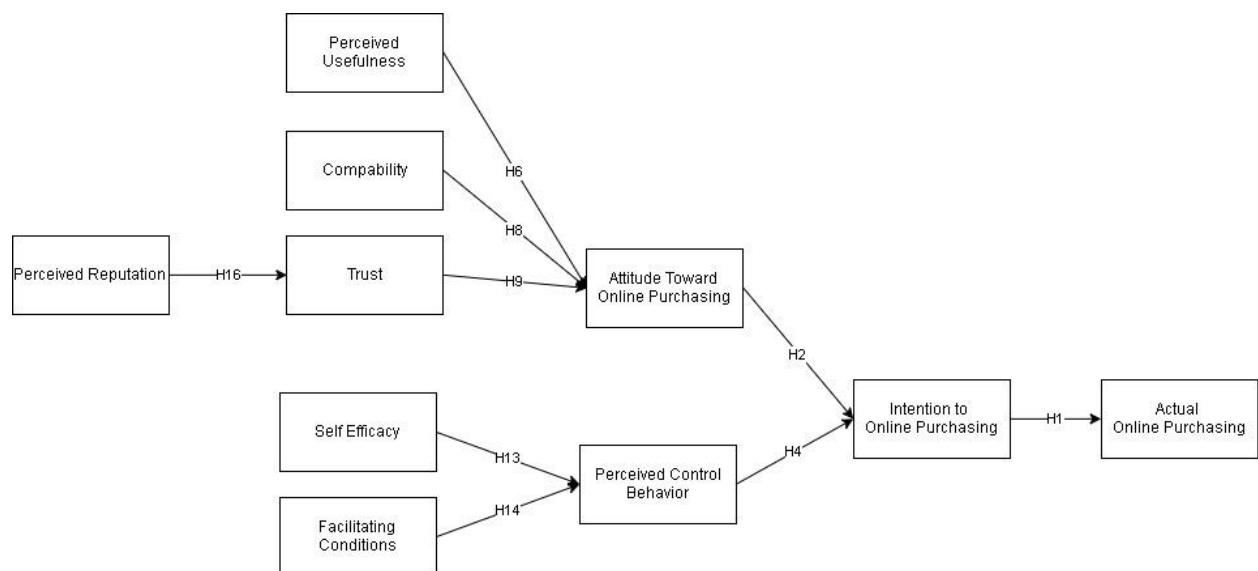 Perceived
Usefulness
H6
Compability
H8
Perceived Reputation
H16
Trust
H9
Attitude Toward
Online Purchasing
H2
Self Efficacy
H13
Facilitating
Conditions
H14
Perceived Control
Behavior
H4
Intention to
Online Purchasing
H1
Actual
Online Purchasing